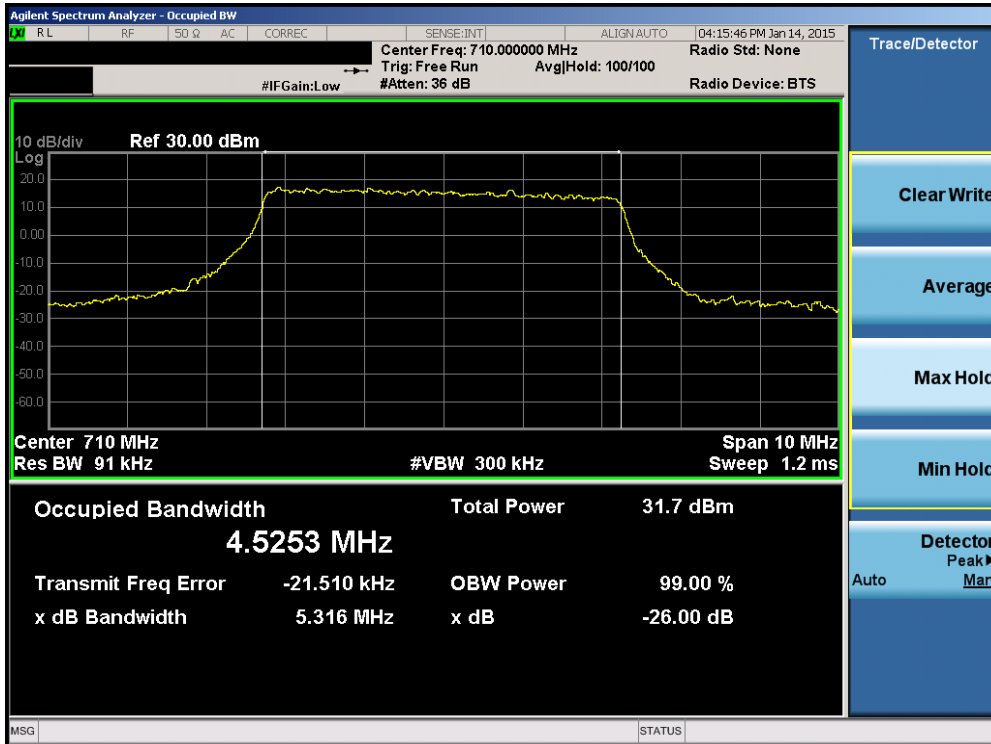 Agilent Spectrum Analyzer - Occupied BW
LXI RL RF 50 Ω AC CORREC SENSE:INT ALIGN AUTO 04:15:46 PM Jan 14, 2015
Center Freq: 710.000000 MHz Radio Std: None
Trig: Free Run Avg|Hold: 100/100
#IFGain:Low #Atten: 36 dB Radio Device: BTS
10 dB/div Ref 30.00 dBm
Log
20.0
10.0
0.00
-10.0
-20.0
-30.0
-40.0
-50.0
-60.0
Center 710 MHz Span 10 MHz
Res BW 91 kHz #VBW 300 kHz Sweep 1.2 ms
Occupied Bandwidth Total Power 31.7 dBm
4.5253 MHz
Transmit Freq Error -21.510 kHz OBW Power 99.00 %
x dB Bandwidth 5.316 MHz x dB -26.00 dB
MSG STATUS
Trace/Detector
Clear Write
Average
Max Hold
Min Hold
Detector
Peak▶
Auto Man